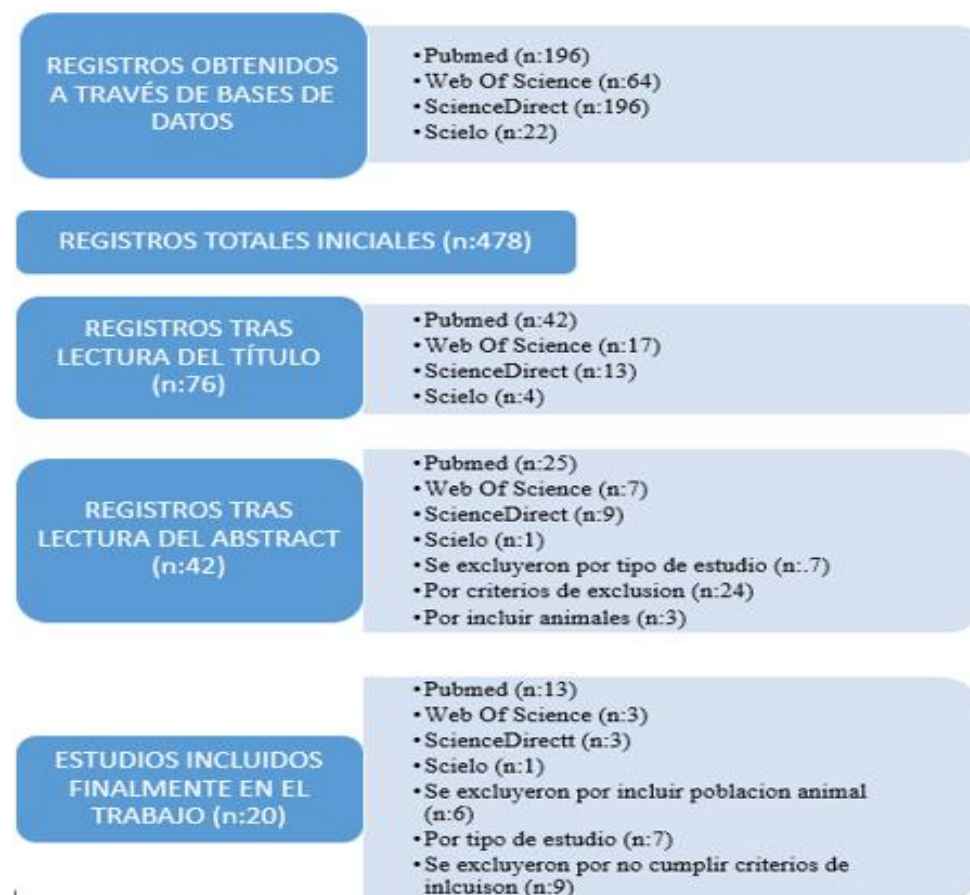 REGISTROS OBTENIDOS
A TRAVÉS DE BASES DE
DATOS
•Pubmed (n:196)
•Web Of Science (n:64)
•ScienceDirect (n:196)
•Scielo (n:22)
REGISTROS TOTALES INICIALES (n:478)
REGISTROS TRAS
LECTURA DEL TÍTULO
(n:76)
•Pubmed (n:42)
•Web Of Science (n:17)
•ScienceDirect (n:13)
•Scielo (n:4)
REGISTROS TRAS
LECTURA DEL ABSTRACT
(n:42)
•Pubmed (n:25)
•Web Of Science (n:7)
•ScienceDirect (n:9)
•Scielo (n:1)
•Se excluyeron por tipo de estudio (n:.7)
•Por criterios de exclusion (n:24)
•Por incluir animales (n:3)
ESTUDIOS INCLUIDOS
FINALMENTE EN EL
TRABAJO (n:20)
•Pubmed (n:13)
•Web Of Science (n:3)
•ScienceDirectt (n:3)
•Scielo (n:1)
•Se excluyeron por incluir poblacion animal
(n:6)
•Por tipo de estudio (n:7)
•Se excluyeron por no cumplir criterios de
inlcuison (n:9)